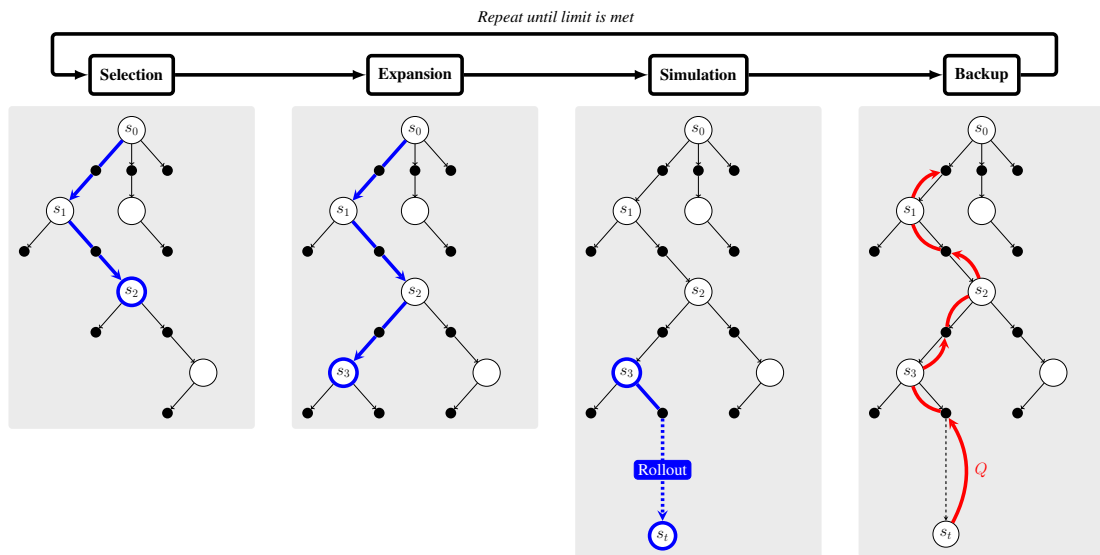 Repeat until limit is met
Selection
Expansion
Simulation
Backup
s₀
s₁
s₂
s₀
s₁
s₂
s₃
s₀
s₁
s₂
s₃
Rollout
sₜ
s₀
s₁
s₂
s₃
Q
sₜ